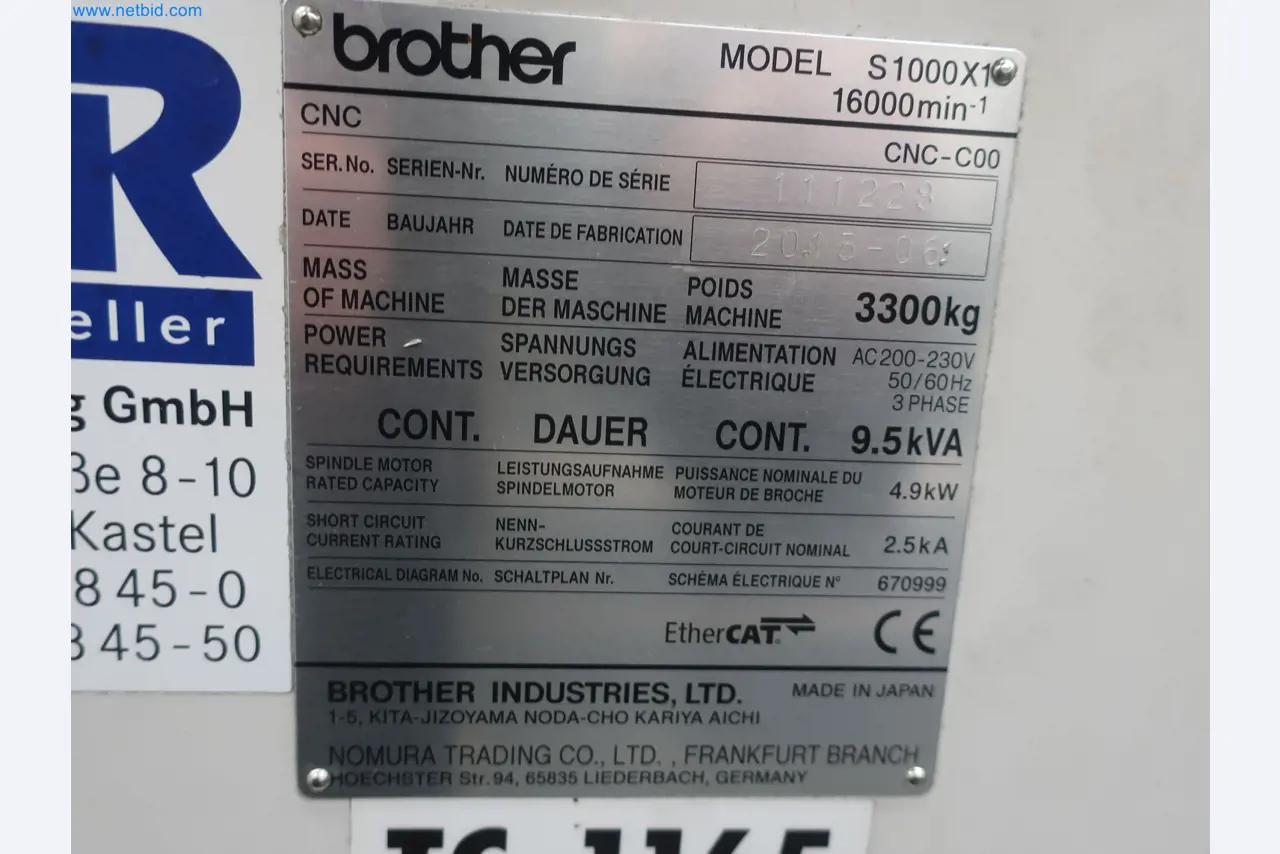 www.netbid.com
R
eller
GmbH
ße 8-10
Kastel
8 45-0
45-50
brother
MODEL S1000X1
16000min-1
CNC
CNC-C00
SER.No. SERIEN-Nr. NUMÉRO DE SÉRIE 111228
DATE BAUJAHR DATE DE FABRICATION 2015-06
MASS OF MACHINE MASSE DER MASCHINE POIDS MACHINE 3300kg
POWER REQUIREMENTS SPANNUNGS VERSORGUNG ALIMENTATION ÉLECTRIQUE AC200-230V
50/60Hz
3 PHASE
CONT. DAUER CONT. 9.5kVA
SPINDLE MOTOR RATED CAPACITY LEISTUNGSAUFNAHME SPINDELMOTOR PUISSANCE NOMINALE DU MOTEUR DE BROCHE 4.9kW
SHORT CIRCUIT CURRENT RATING NENN-KURZSCHLUSSSTROM COURANT DE COURT-CIRCUIT NOMINAL 2.5kA
ELECTRICAL DIAGRAM No. SCHALTPLAN Nr. SCHÉMA ÉLECTRIQUE N° 670999
EtherCAT CE
BROTHER INDUSTRIES, LTD. MADE IN JAPAN
1-5, KITA-JIZOYAMA NODA-CHO KARIYA AICHI
NOMURA TRADING CO., LTD. , FRANKFURT BRANCH
HOECHSTER Str.94, 65835 LIEDERBACH, GERMANY